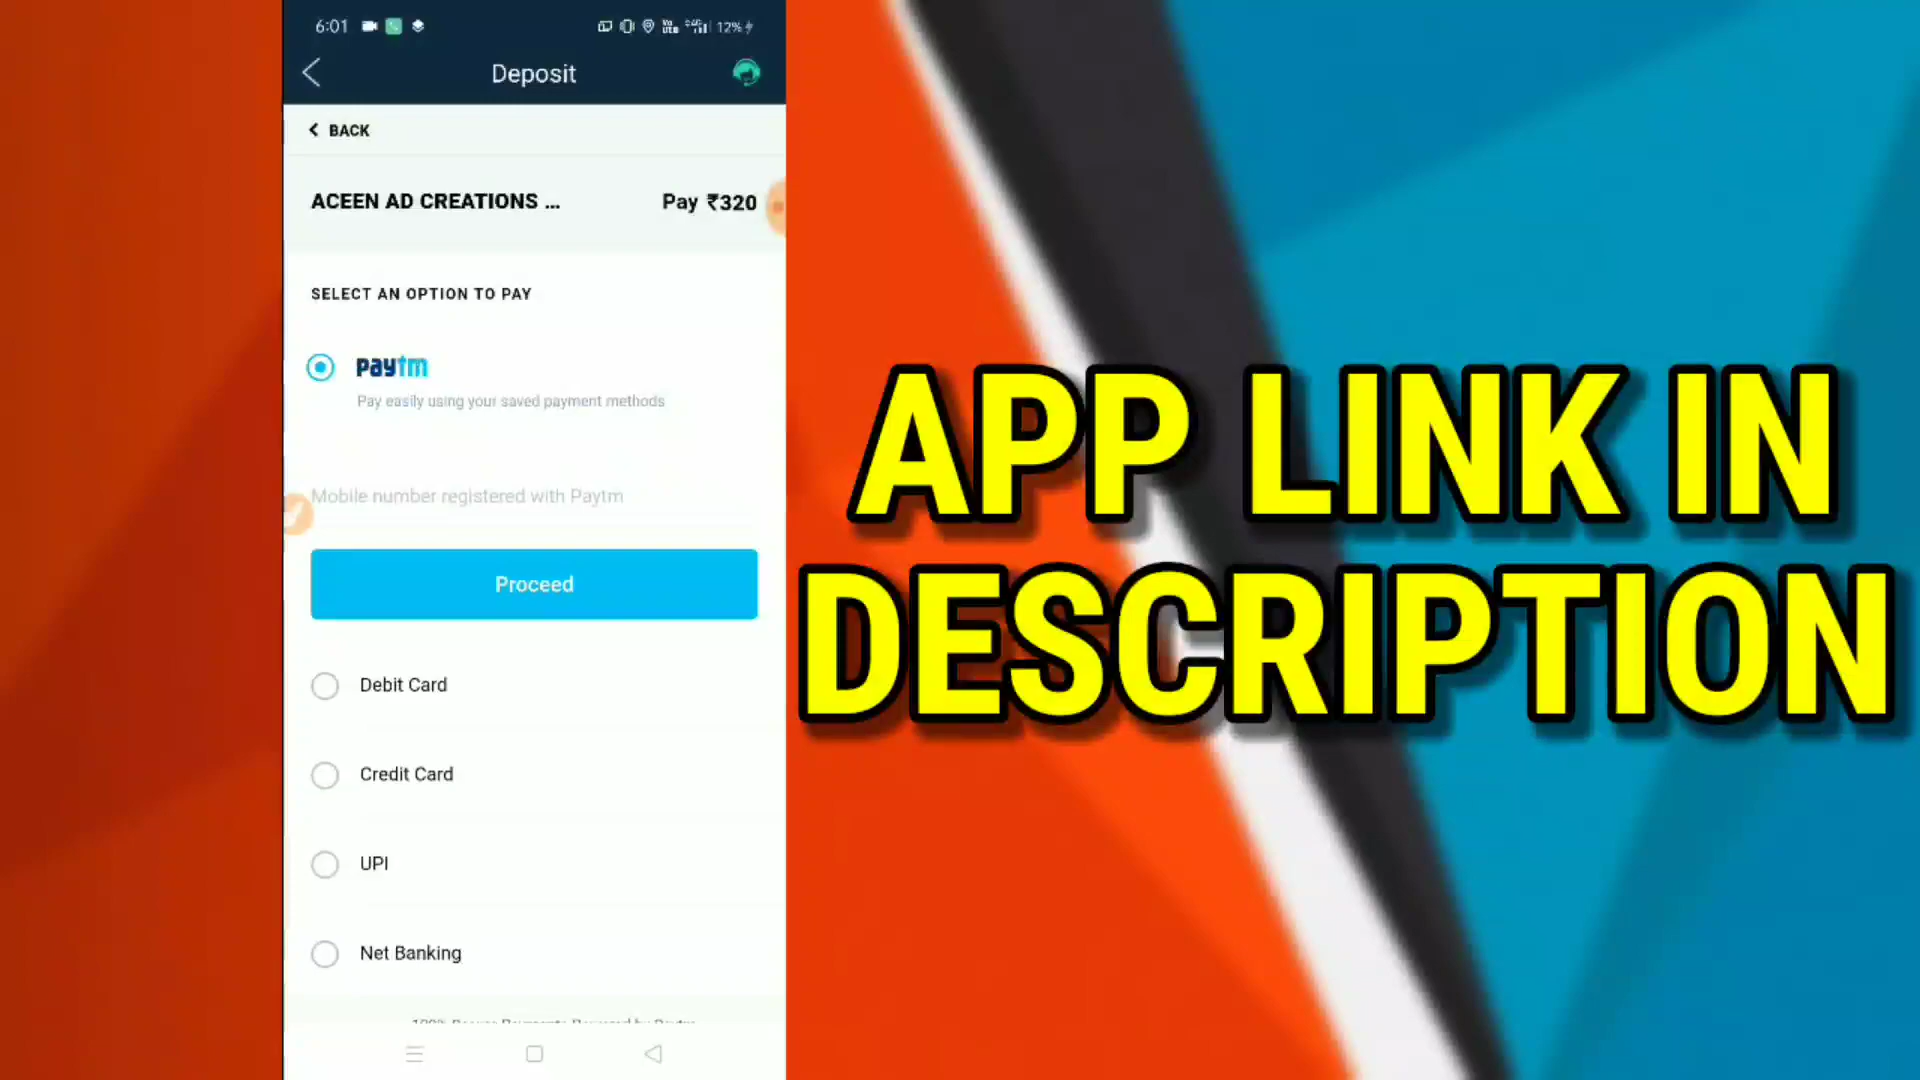 6:01
12%
Deposit
BACK
ACEEN AD CREATIONS ...
Pay ₹320
SELECT AN OPTION TO PAY
paytm
Pay easily using your saved payment methods
Mobile number registered with Paytm
Proceed
Debit Card
Credit Card
UPI
Net Banking
APP LINK IN
DESCRIPTION